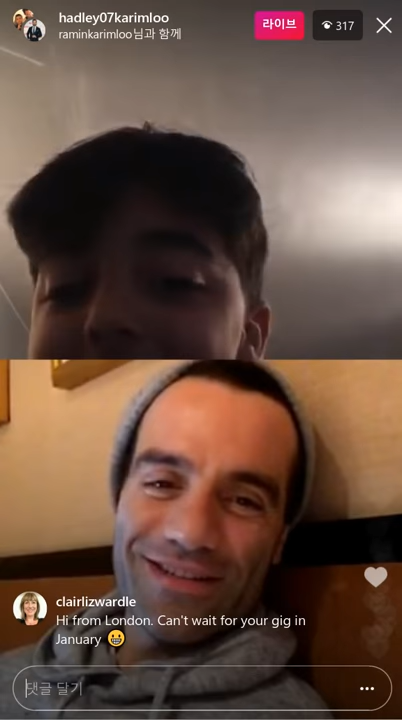 hadley07karimloo
raminkarimloo님과 함께
라이브
317
clairlizwardle
Hi from London. Can't wait for your gig in
January 😀
댓글 달기